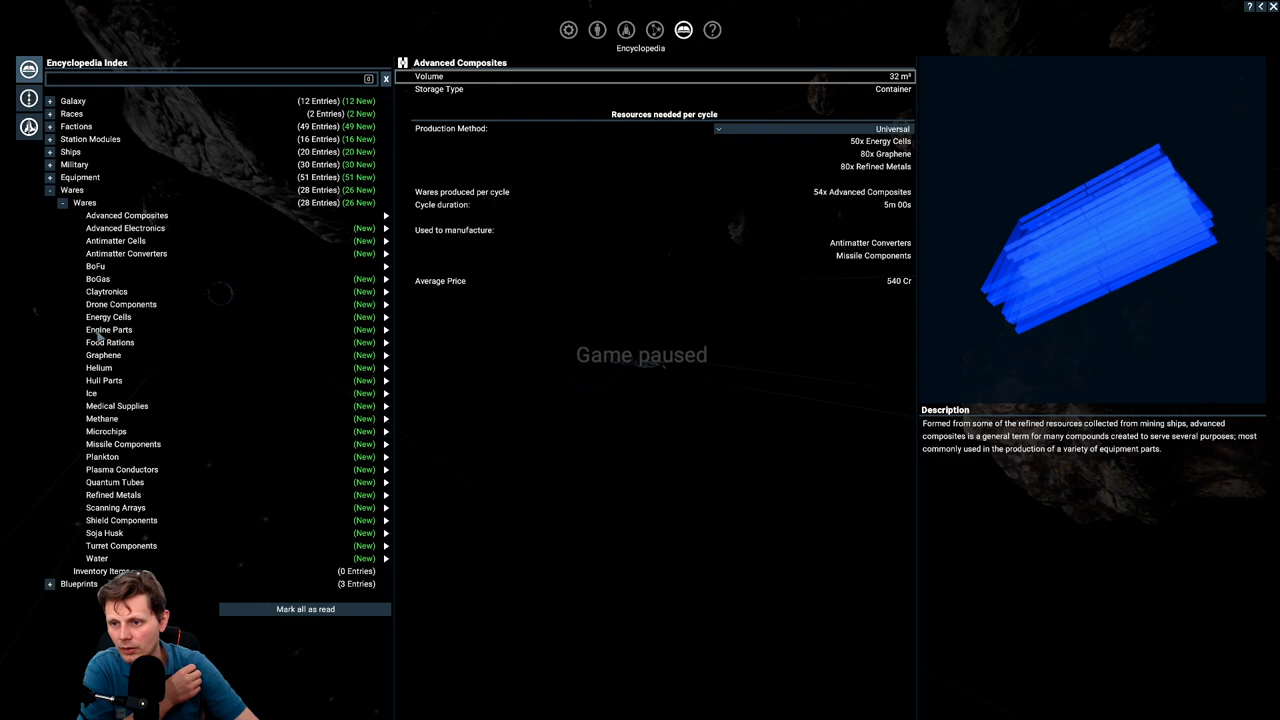 Encyclopedia
Encyclopedia Index
Galaxy (12 Entries) (12 New)
Races (2 Entries) (2 New)
Factions (49 Entries) (49 New)
Station Modules (16 Entries) (16 New)
Ships (20 Entries) (20 New)
Military (30 Entries) (30 New)
Equipment (51 Entries) (51 New)
Wares (28 Entries) (26 New)
Wares (28 Entries) (26 New)
Advanced Composites
Advanced Electronics (New)
Antimatter Cells (New)
Antimatter Converters (New)
BoFu
BoGas (New)
Claytronics (New)
Drone Components (New)
Energy Cells (New)
Engine Parts (New)
Food Rations (New)
Graphene (New)
Helium (New)
Hull Parts (New)
Ice (New)
Medical Supplies (New)
Methane (New)
Microchips (New)
Missile Components (New)
Plankton (New)
Plasma Conductors (New)
Quantum Tubes (New)
Refined Metals (New)
Scanning Arrays (New)
Shield Components (New)
Soja Husk (New)
Turret Components (New)
Water (New)
Inventory Items (0 Entries)
Blueprints (3 Entries)
Mark all as read
Advanced Composites
Volume 32 m³
Storage Type Container
Resources needed per cycle
Production Method: Universal
50x Energy Cells
80x Graphene
80x Refined Metals
Wares produced per cycle 54x Advanced Composites
Cycle duration: 5m 00s
Used to manufacture:
Antimatter Converters
Missile Components
Average Price 540 Cr
Game paused
Description
Formed from some of the refined resources collected from mining ships, advanced
composites is a general term for many compounds created to serve several purposes; most
commonly used in the production of a variety of equipment parts.